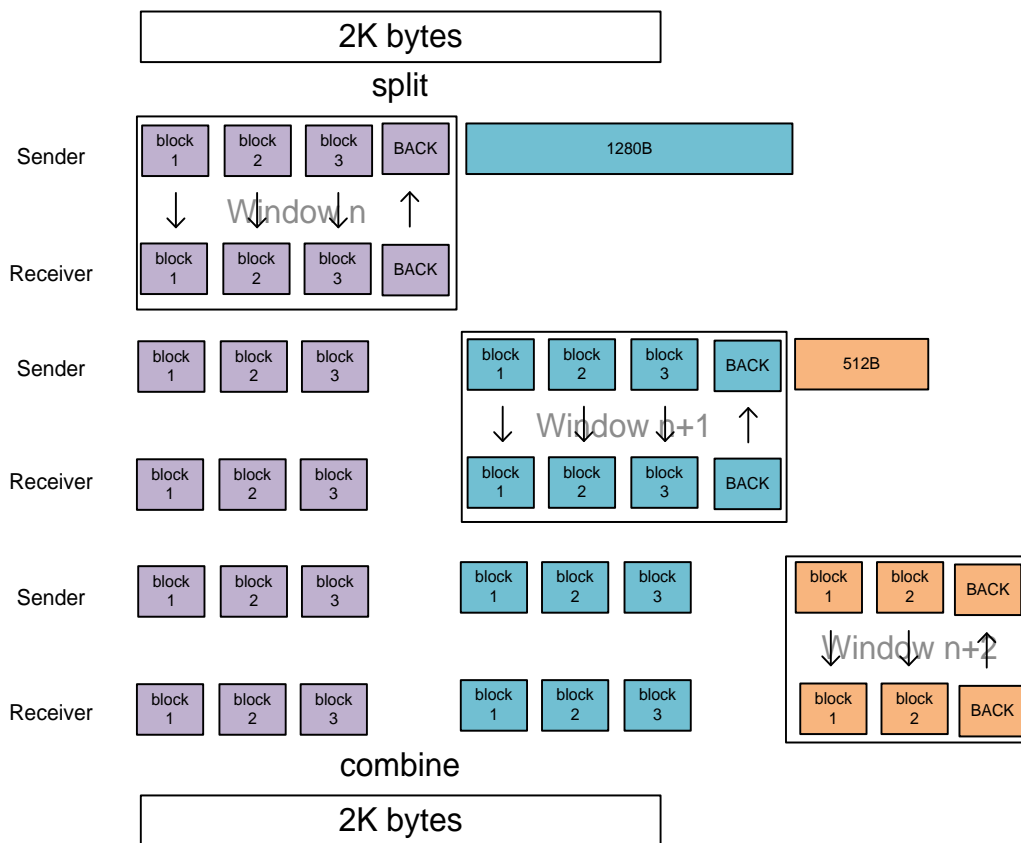 2K bytes
split
Sender
block
1
block
2
block
3
BACK
1280B
Window n
Receiver
block
1
block
2
block
3
BACK
Sender
block
1
block
2
block
3
block
1
block
2
block
3
BACK
512B
Window n+1
Receiver
block
1
block
2
block
3
block
1
block
2
block
3
BACK
Sender
block
1
block
2
block
3
block
1
block
2
block
3
block
1
block
2
BACK
Window n+2
Receiver
block
1
block
2
block
3
block
1
block
2
block
3
block
1
block
2
BACK
combine
2K bytes